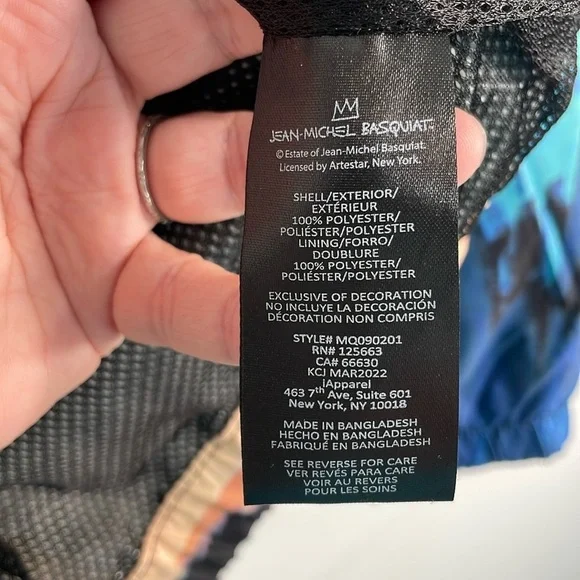 JEAN-MICHEL BASQUIAT™
© Estate of Jean-Michel Basquiat.
Licensed by Artestar, New York.
SHELL/EXTERIOR/
EXTÉRIEUR
100% POLYESTER/
POLIÉSTER/POLYESTER
LINING/FORRO/
DOUBLURE
100% POLYESTER/
POLIÉSTER/POLYESTER
EXCLUSIVE OF DECORATION
NO INCLUYE LA DECORACIÓN
DÉCORATION NON COMPRIS
STYLE# MQ090201
RN# 125663
CA# 66630
KCJ MAR2022
IApparel
463 7th Ave, Suite 601
New York, NY 10018
MADE IN BANGLADESH
HECHO EN BANGLADESH
FABRIQUÉ EN BANGLADESH
SEE REVERSE FOR CARE
VER REVÉS PARA CARE
VOIR AU REVERS
POUR LES SOINS